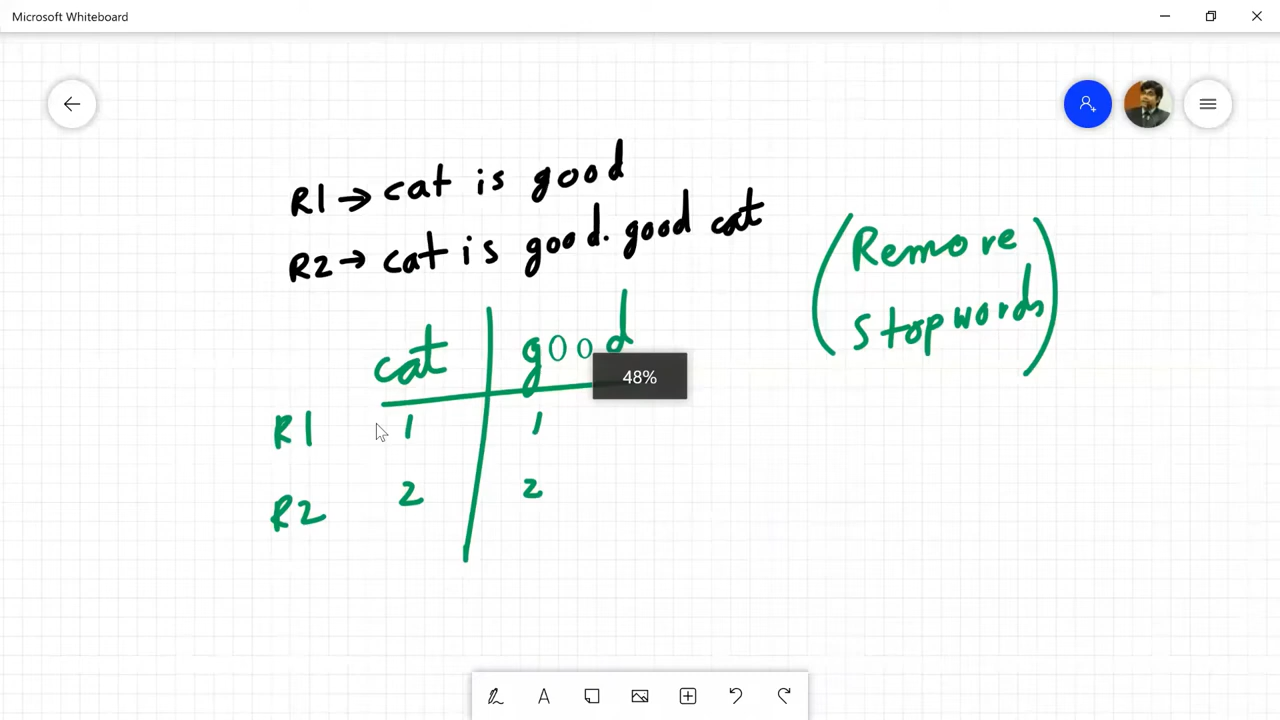 Microsoft Whiteboard
R1 → cat is good
R2 → cat is good. good cat
(Remove
Stopwords)
cat good
48%
R1 1 1
R2 2 2
A